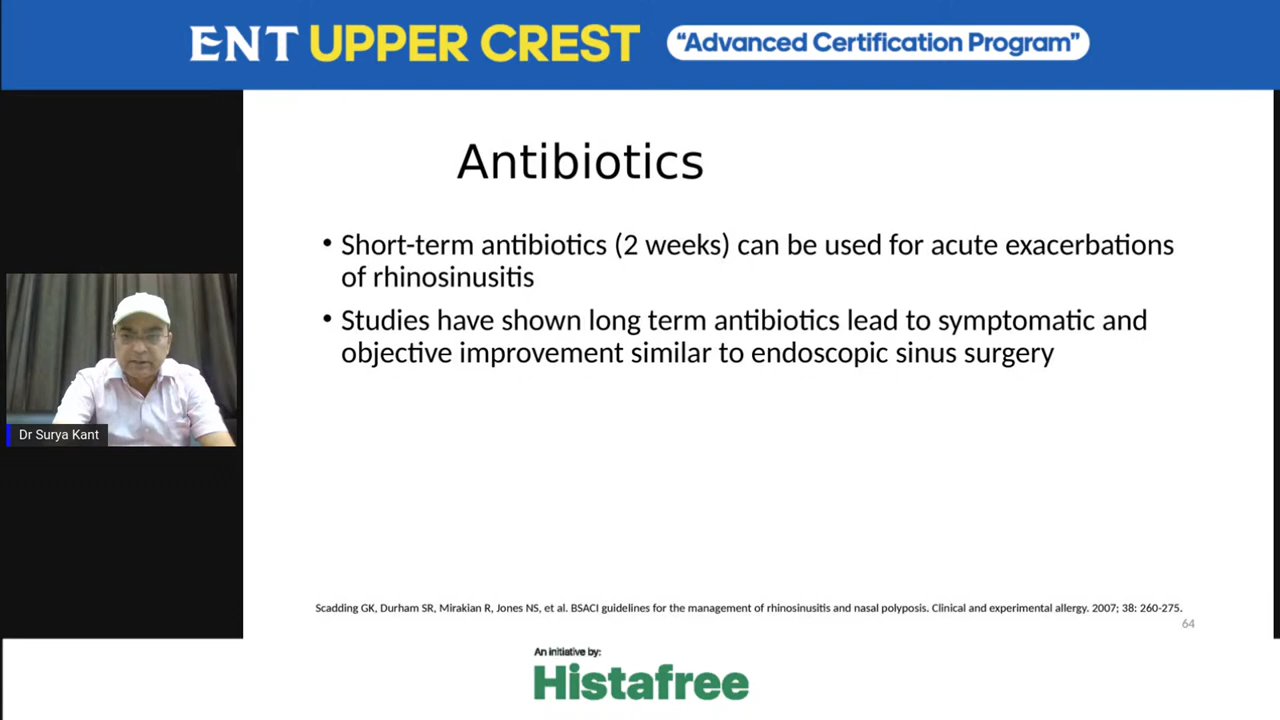 ENT UPPER CREST "Advanced Certification Program"
Antibiotics
• Short-term antibiotics (2 weeks) can be used for acute exacerbations
of rhinosinusitis
• Studies have shown long term antibiotics lead to symptomatic and
objective improvement similar to endoscopic sinus surgery
Dr Surya Kant
Scadding GK, Durham SR, Mirakian R, Jones NS, et al. BSACI guidelines for the management of rhinosinusitis and nasal polyposis. Clinical and experimental allergy. 2007; 38: 260-275.
64
An initiative by:
Histafree